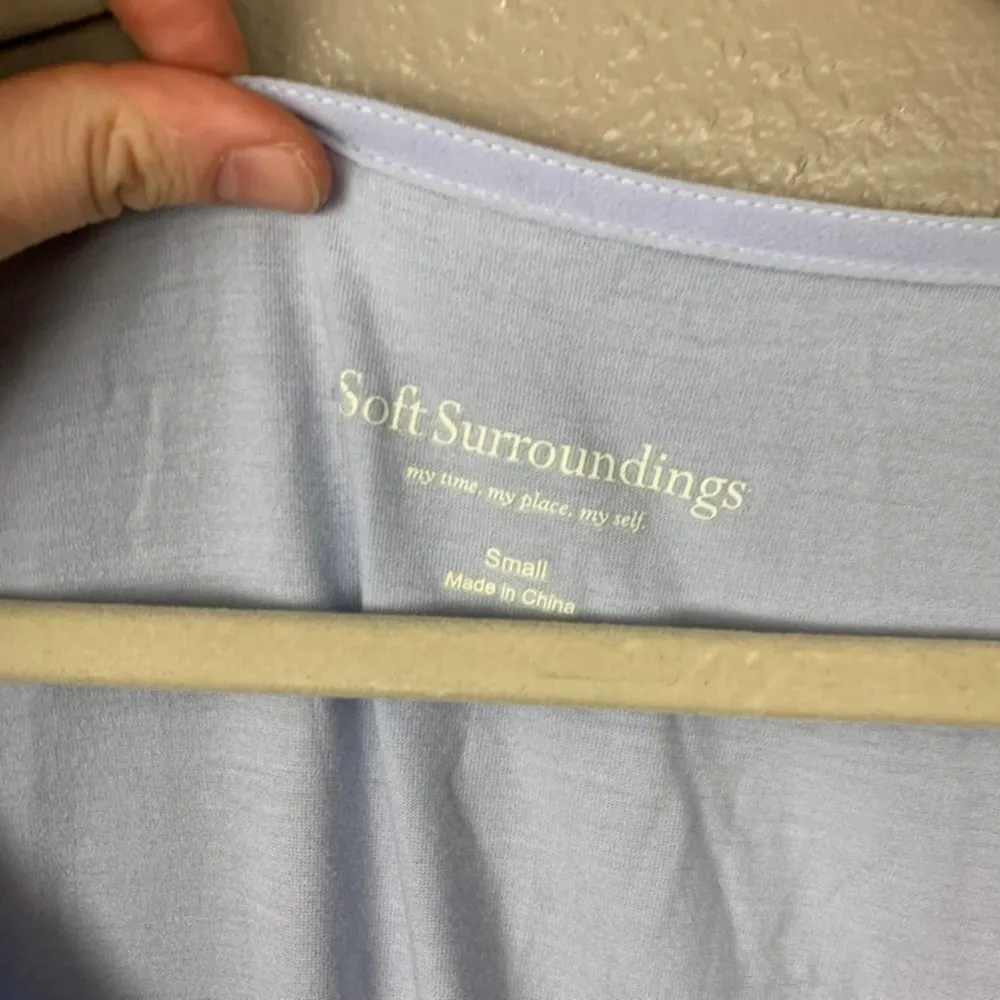 Soft Surroundings
my time, my place, my self.
Small
Made in China